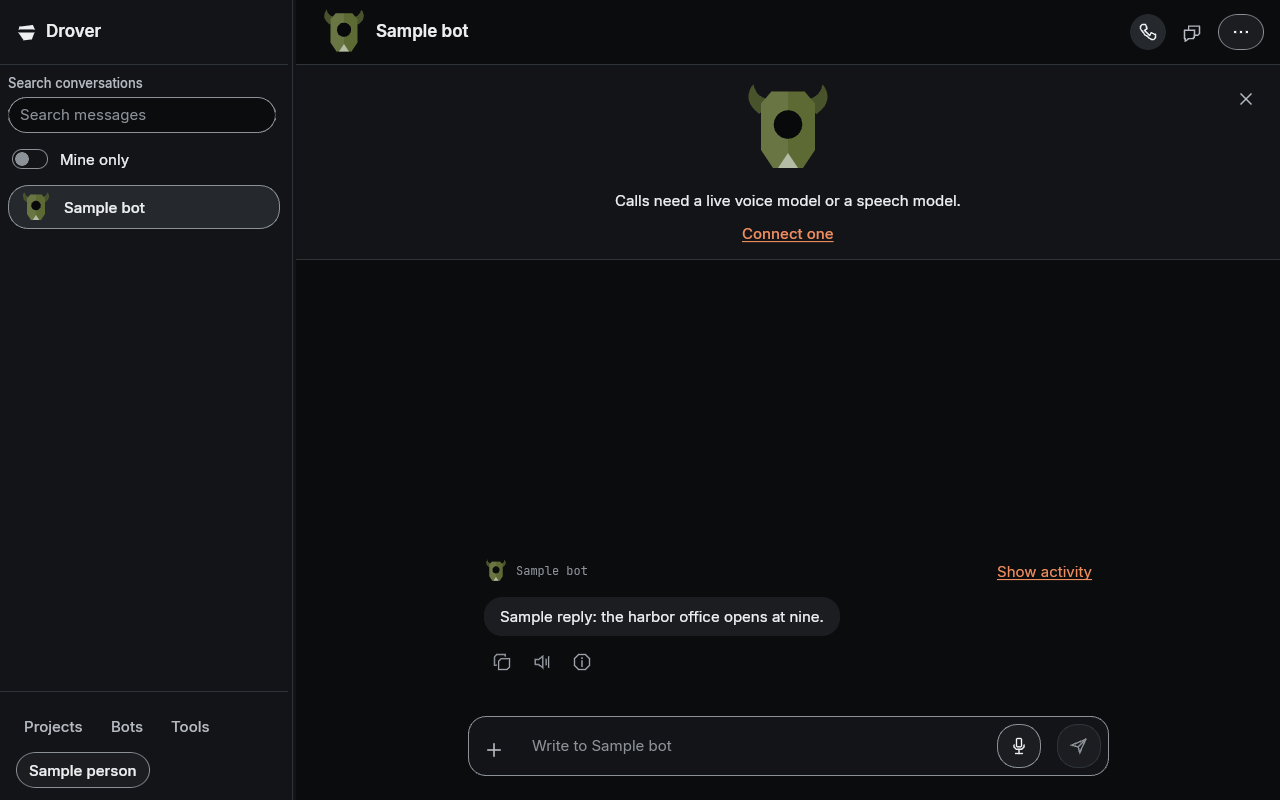 Drover
Sample bot
Search conversations
Search messages
Mine only
Sample bot
Calls need a live voice model or a speech model.
Connect one
Sample bot
Show activity
Sample reply: the harbor office opens at nine.
Write to Sample bot
Projects
Bots
Tools
Sample person